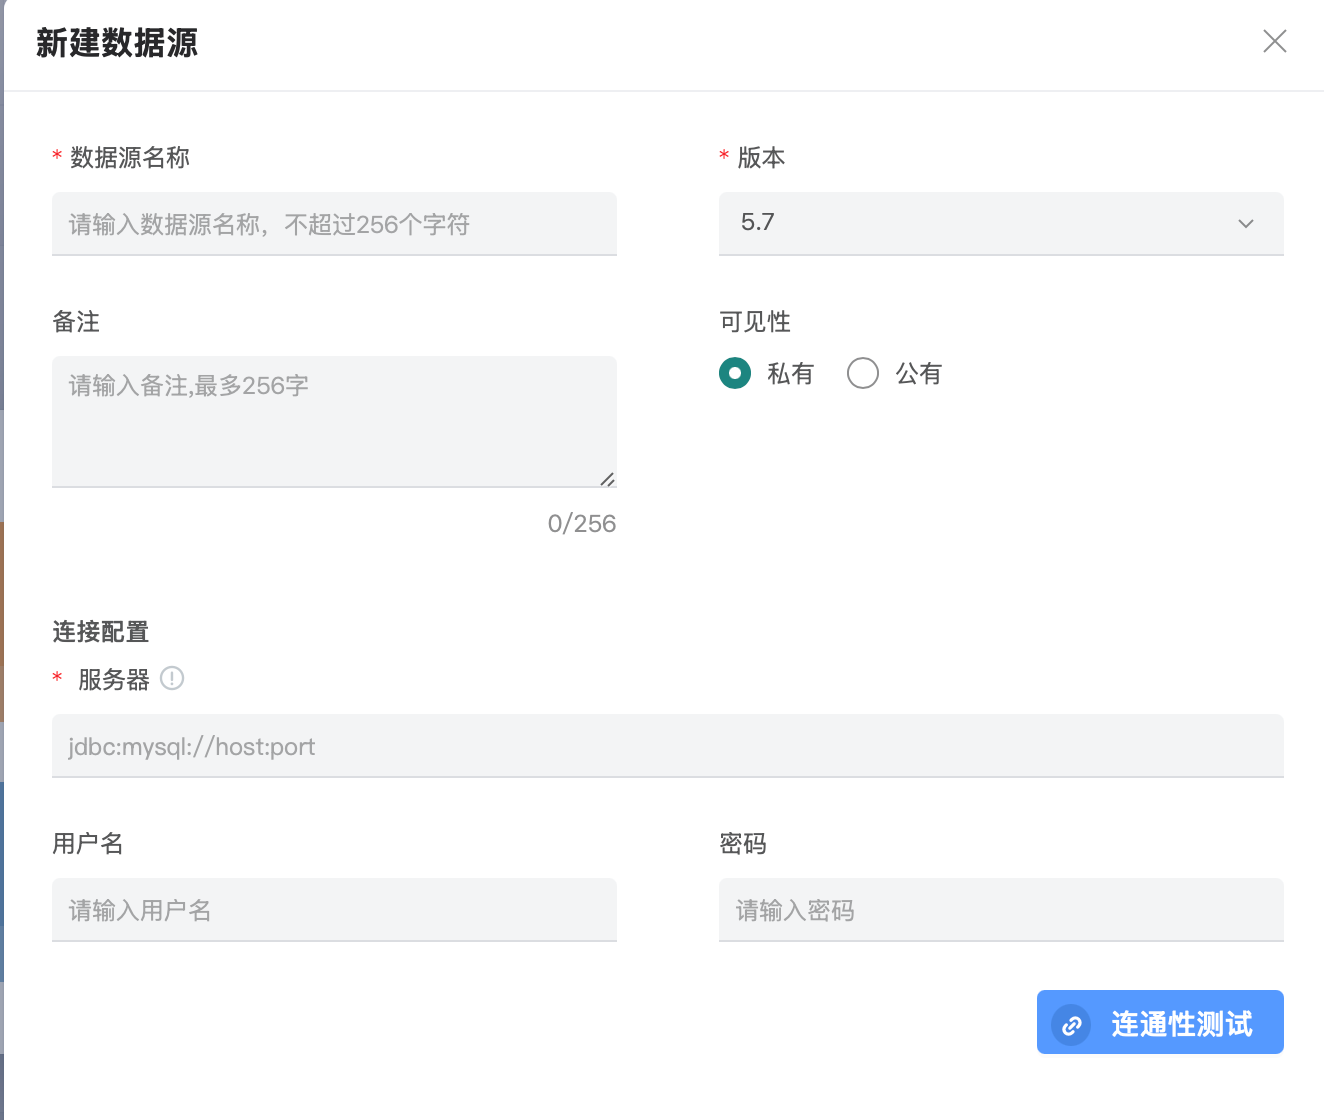 新建数据源
* 数据源名称
请输入数据源名称，不超过256个字符
* 版本
5.7
备注
请输入备注,最多256字
0/256
可见性
私有 公有
连接配置
* 服务器
jdbc:mysql://host:port
用户名
请输入用户名
密码
请输入密码
连通性测试